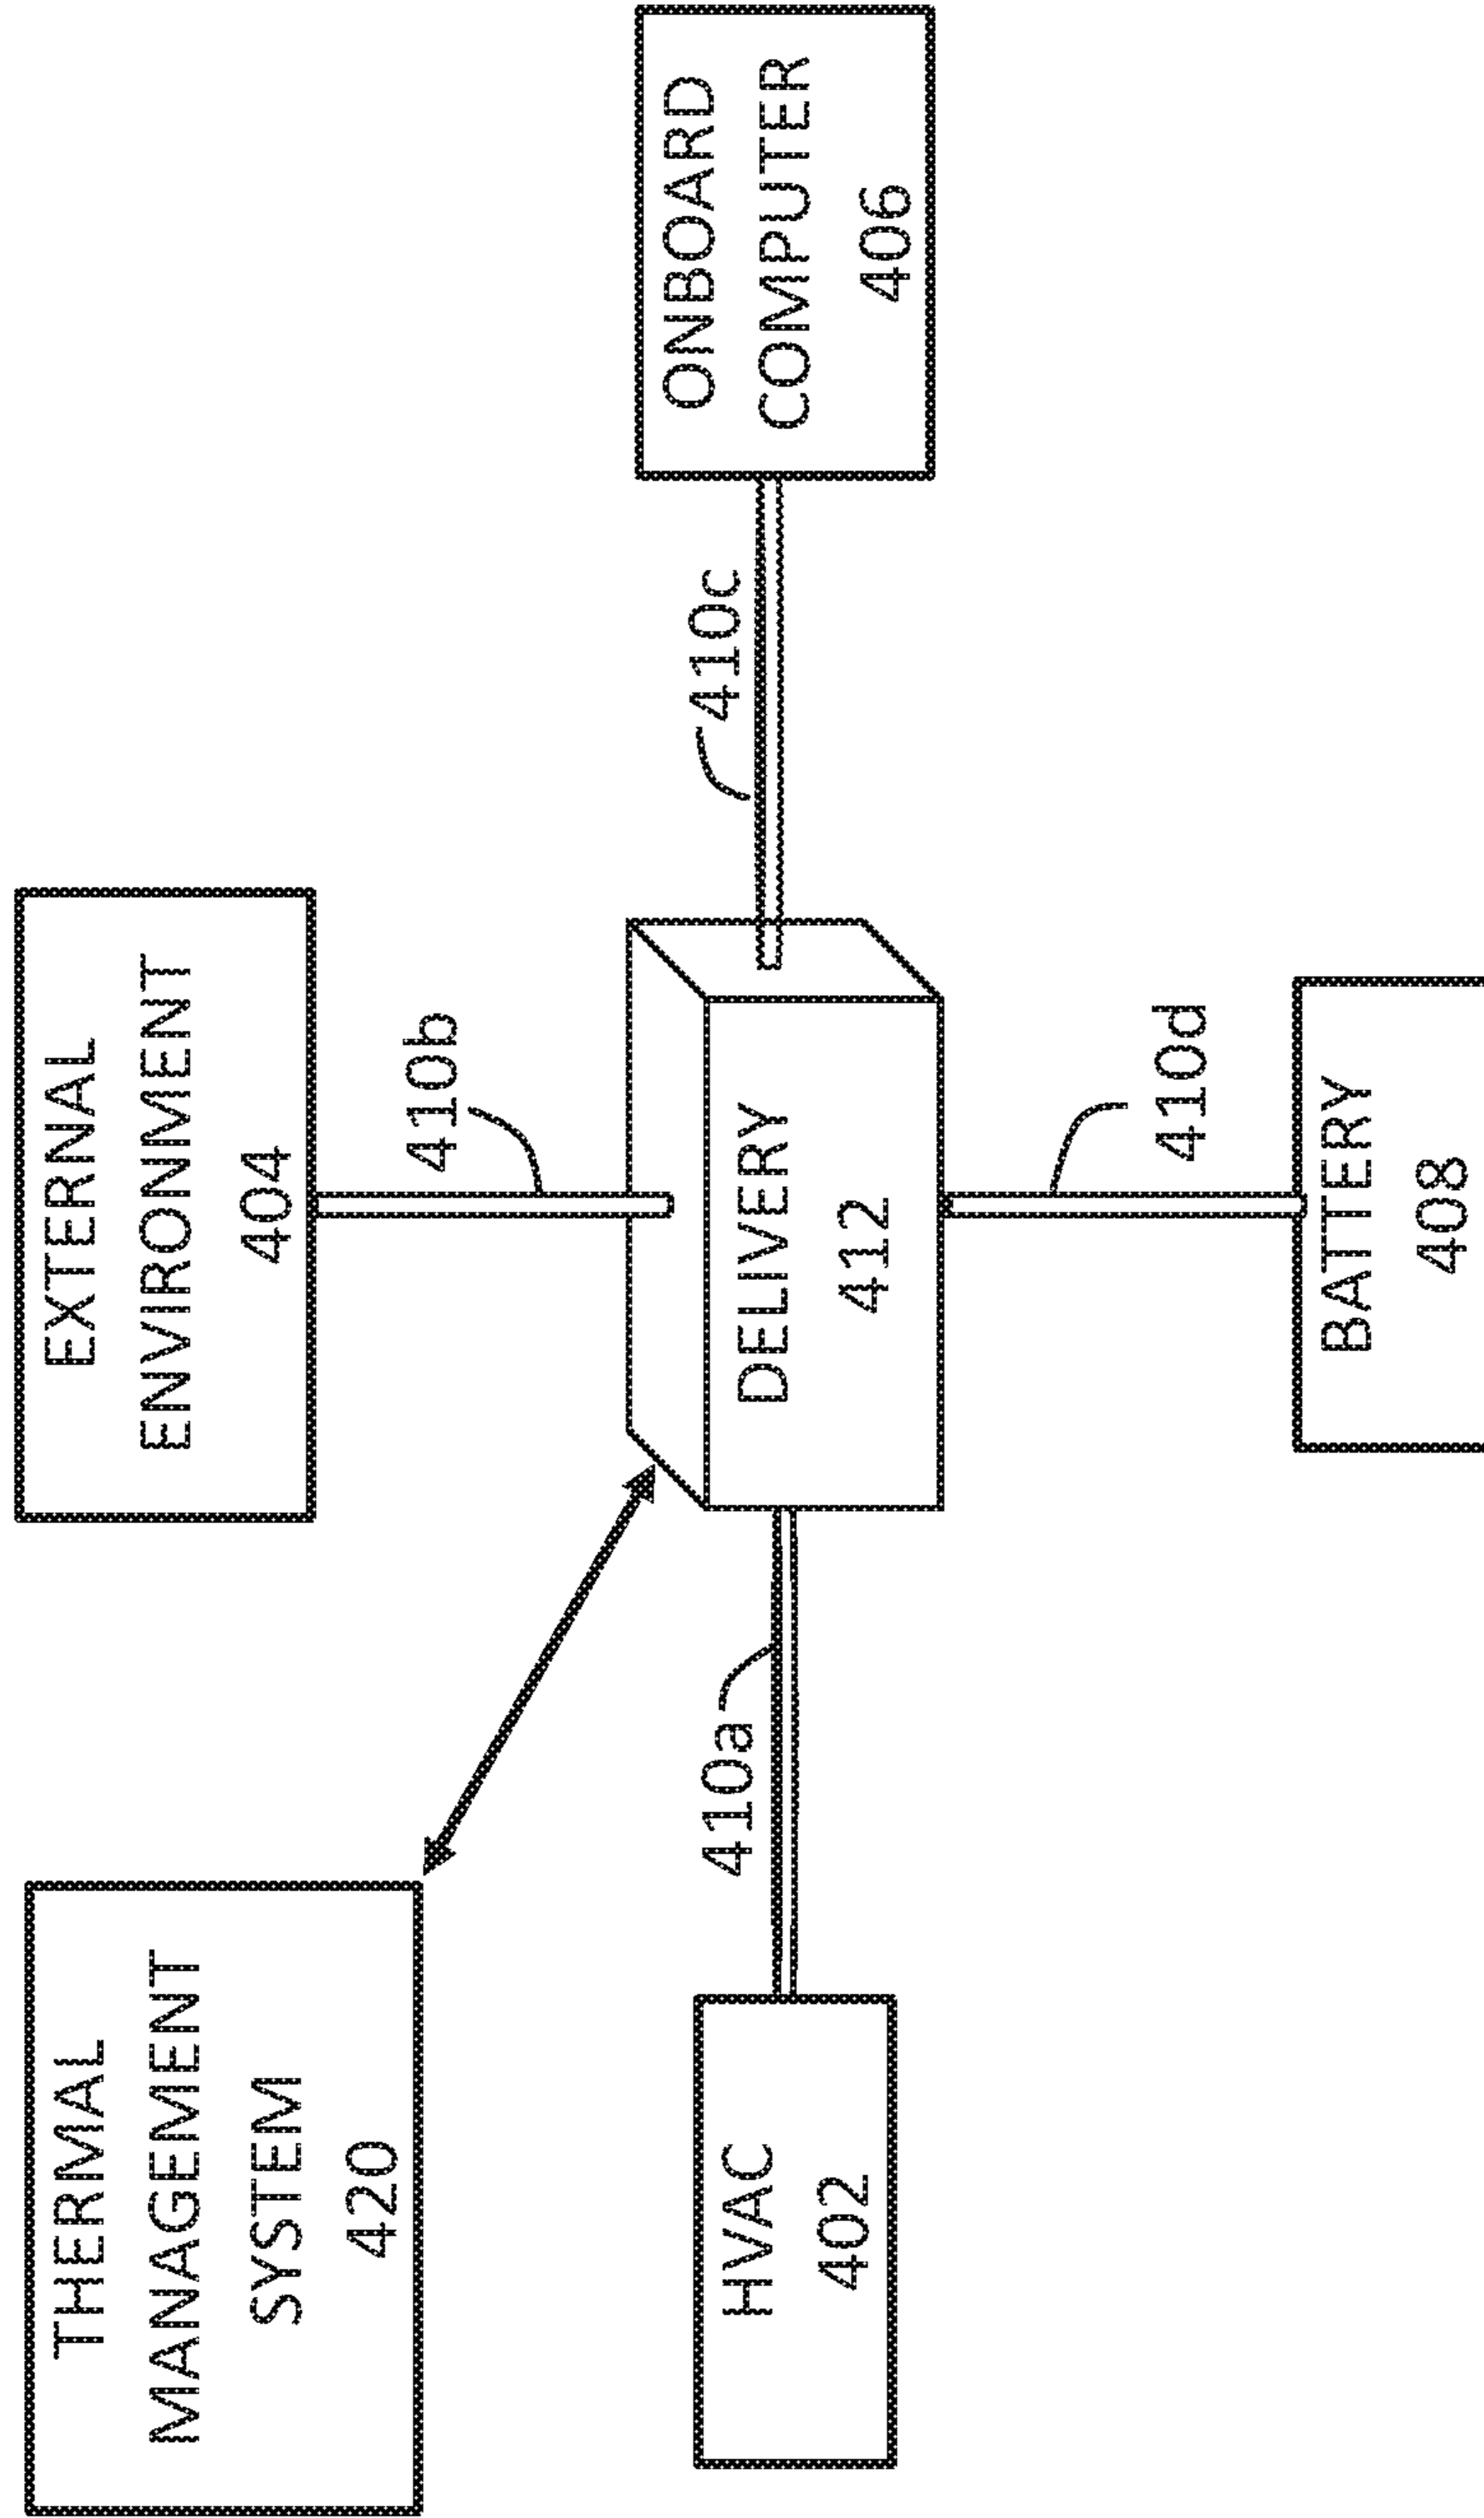 THERMAL
MANAGEMENT
SYSTEM
420
EXTERNAL
ENVIRONMENT
404
410b
HVAC
402
410a
DELIVERY
412
410c
ONBOARD
COMPUTER
406
410d
BATTERY
408